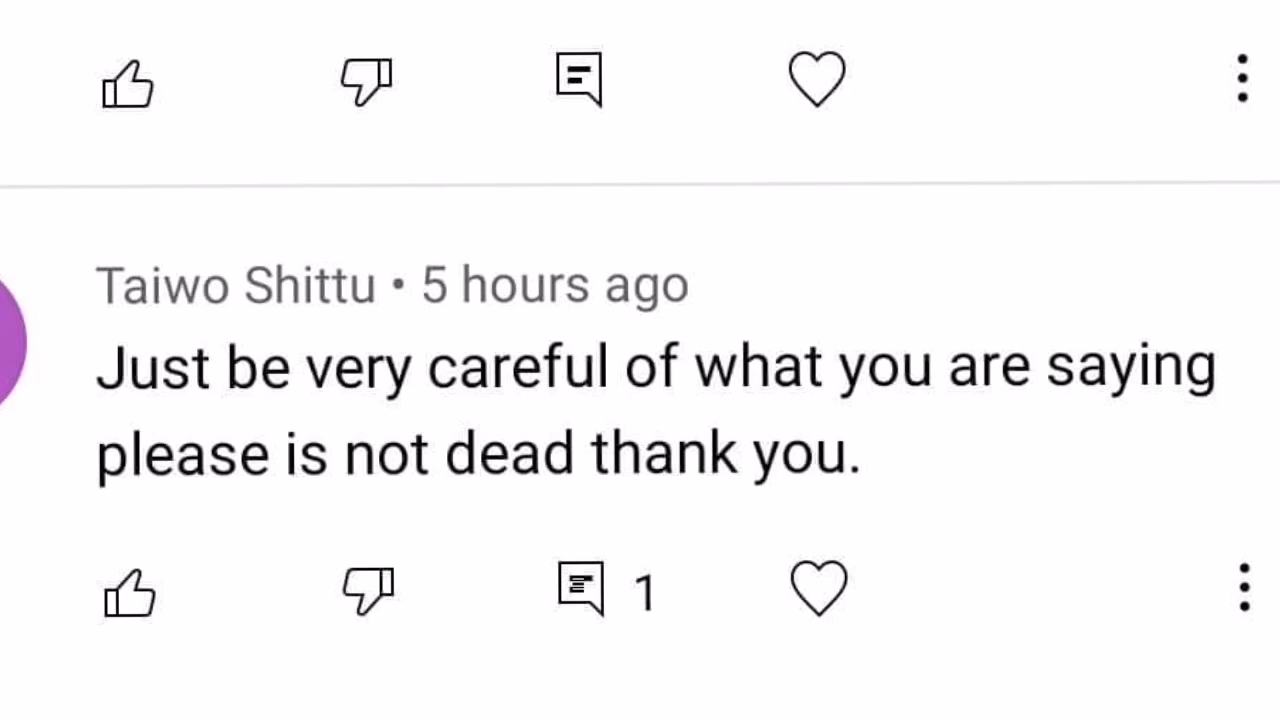 Taiwo Shittu • 5 hours ago
Just be very careful of what you are saying
please is not dead thank you.
1